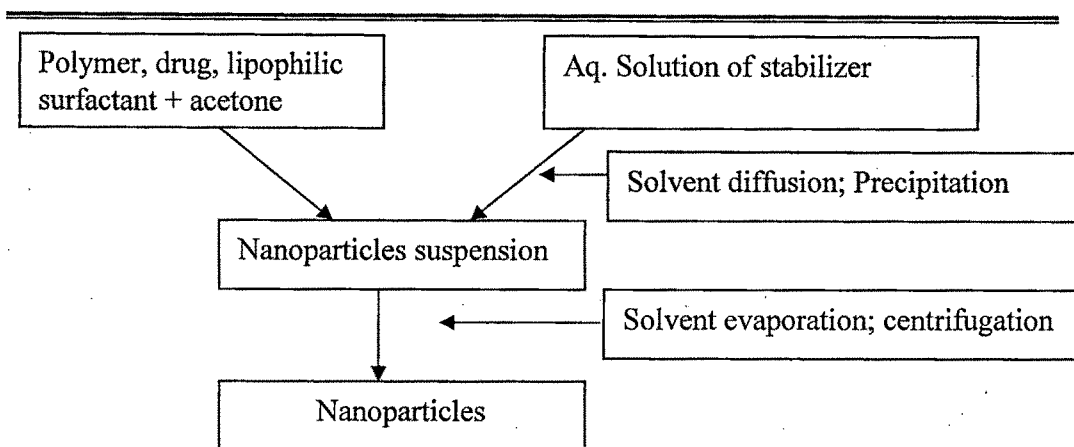 Polymer, drug, lipophilic
surfactant + acetone
Aq. Solution of stabilizer
Solvent diffusion; Precipitation
Nanoparticles suspension
Solvent evaporation; centrifugation
Nanoparticles